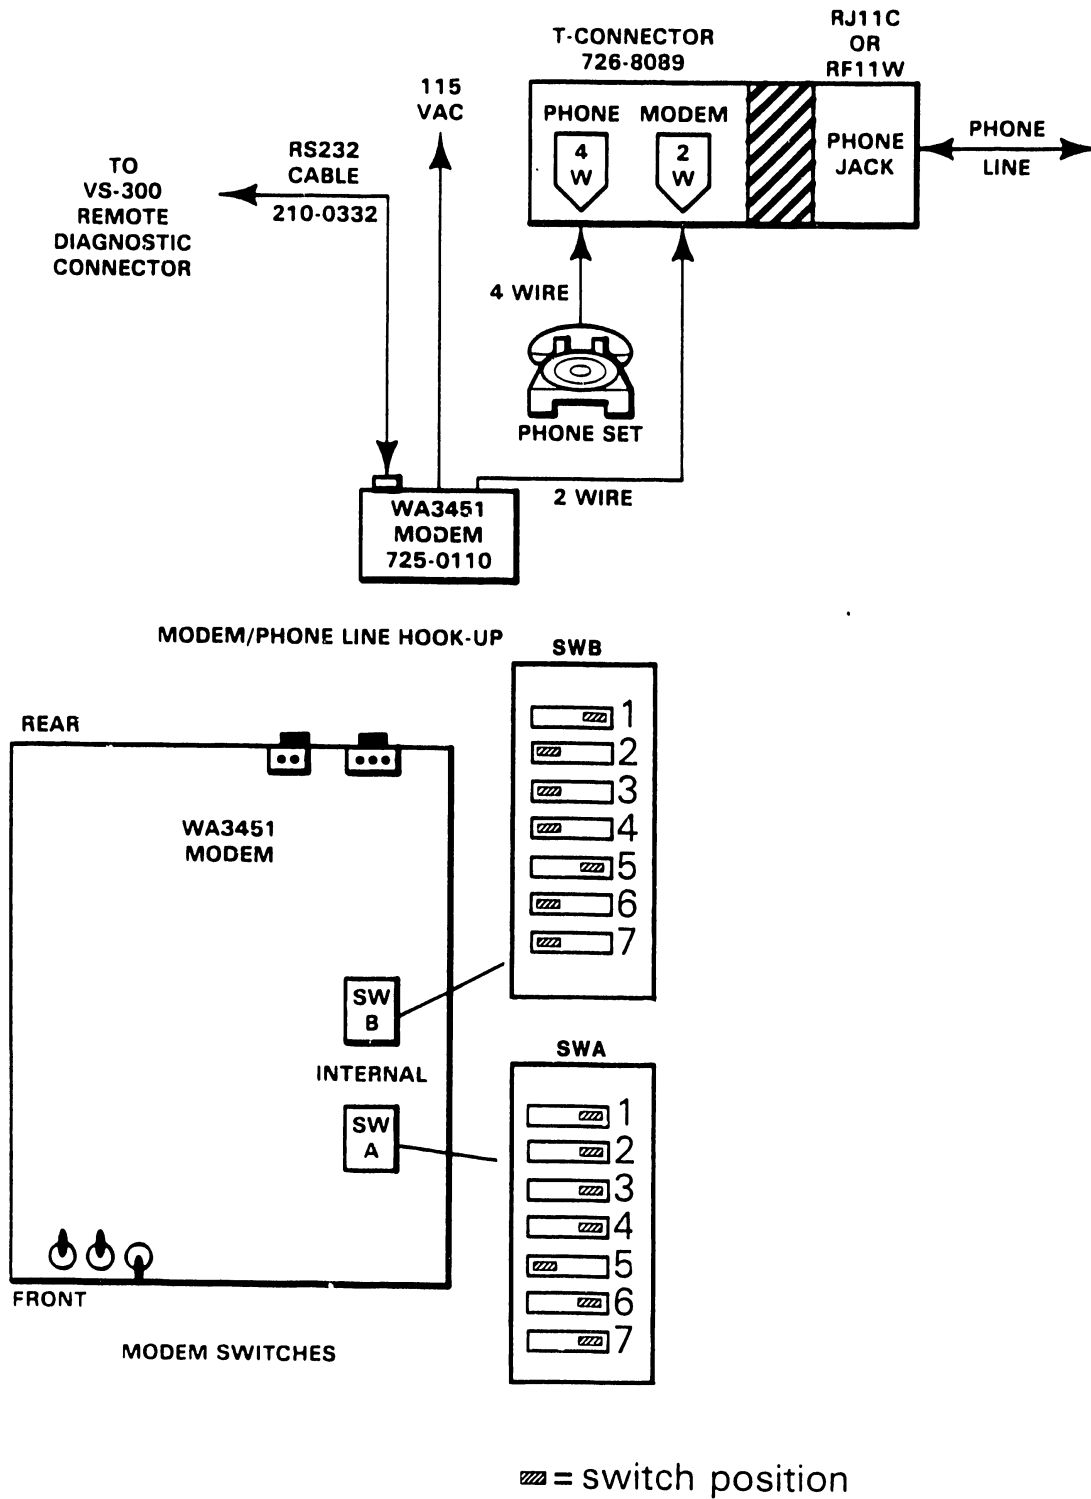 T-CONNECTOR
726-8089
RJ11C
OR
RF11W
115
VAC
PHONE
MODEM
4
W
2
W
PHONE
JACK
PHONE
LINE
TO
VS-300
REMOTE
DIAGNOSTIC
CONNECTOR
RS232
CABLE
210-0332
4 WIRE
PHONE SET
2 WIRE
WA3451
MODEM
725-0110
MODEM/PHONE LINE HOOK-UP
SWB
1
2
3
4
5
6
7
REAR
WA3451
MODEM
SW
B
INTERNAL
SW
A
FRONT
MODEM SWITCHES
SWA
1
2
3
4
5
6
7
= switch position